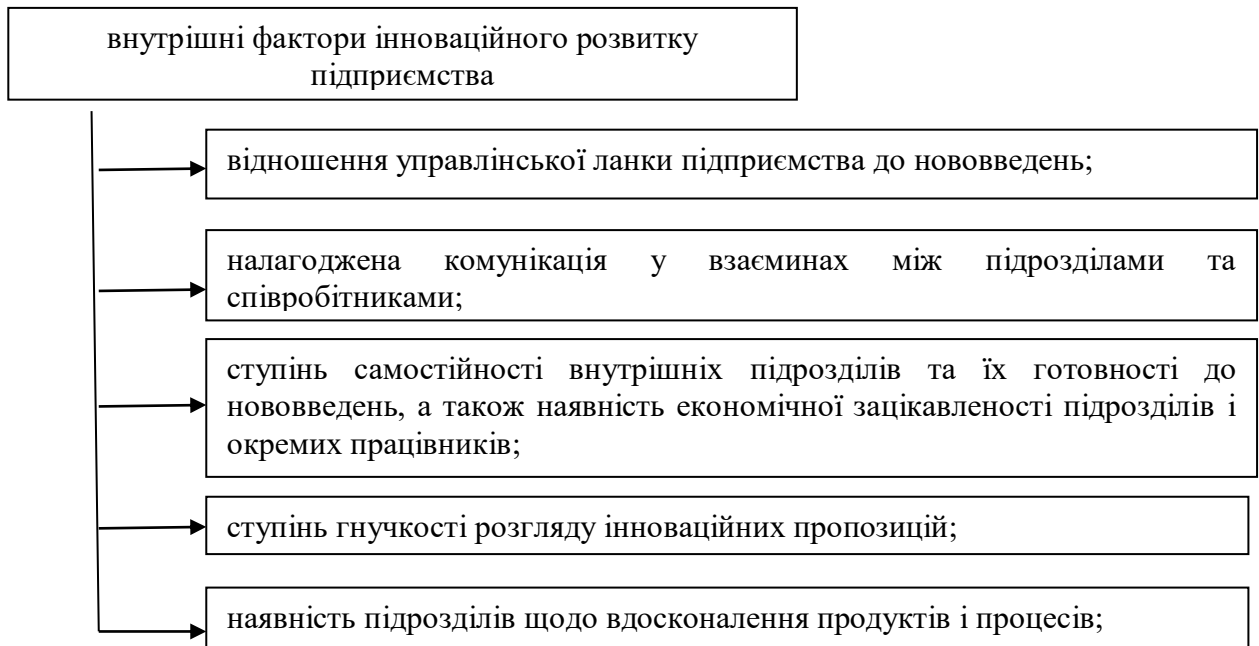 внутрішні фактори інноваційного розвитку
підприємства
відношення управлінської ланки підприємства до нововведень;
налагоджена комунікація у взаєминах між підрозділами та
співробітниками;
ступінь самостійності внутрішніх підрозділів та їх готовності до
нововведень, а також наявність економічної зацікавленості підрозділів і
окремих працівників;
ступінь гнучкості розгляду інноваційних пропозицій;
наявність підрозділів щодо вдосконалення продуктів і процесів;